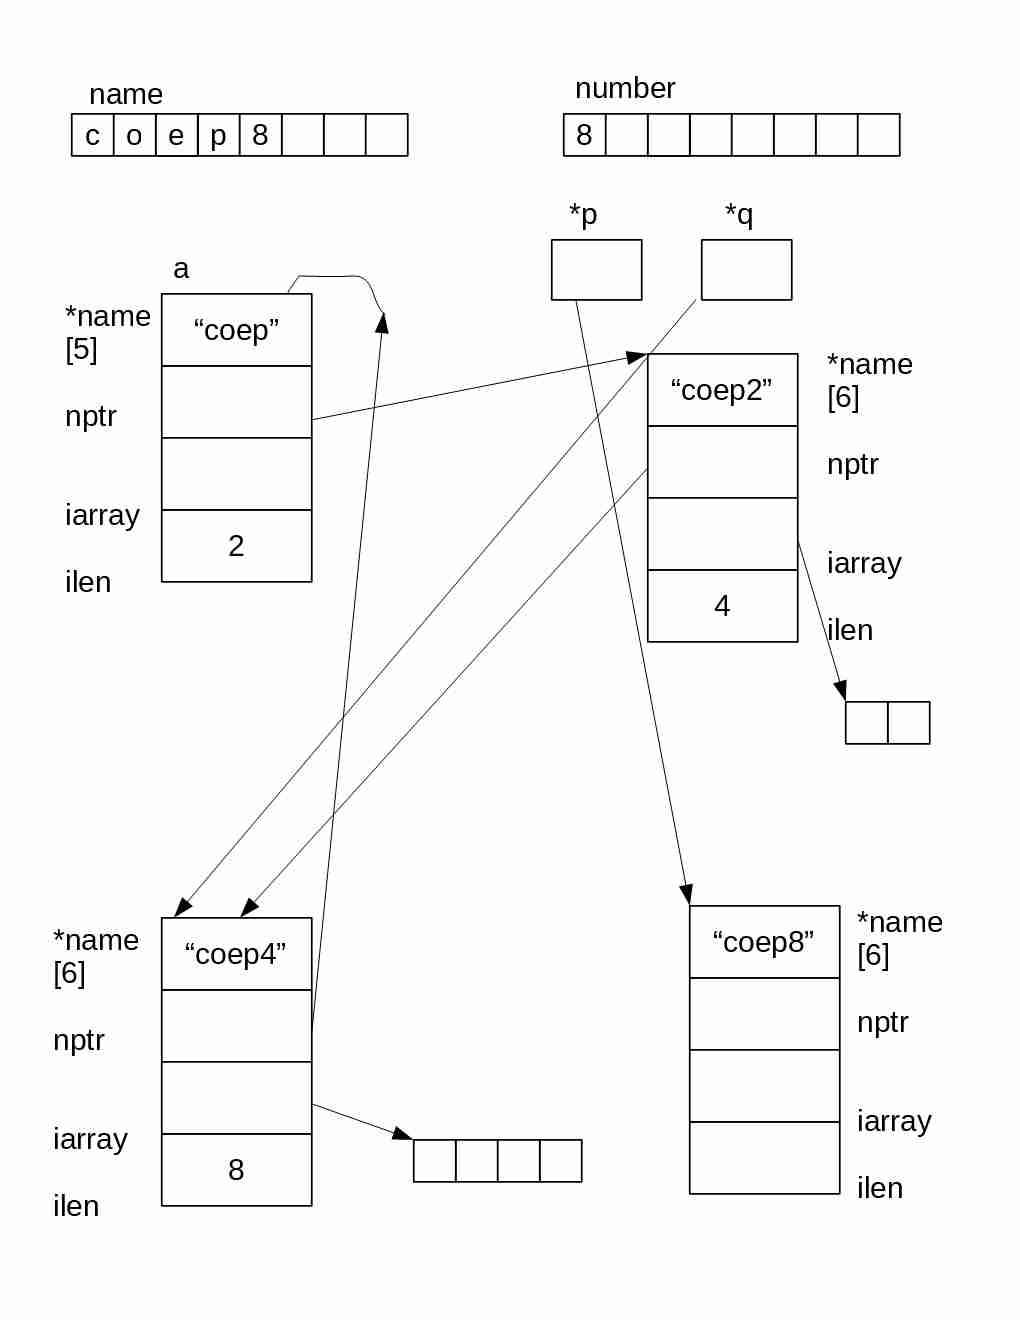 name
c o e p 8
number
8
*p
*q
a
*name
[5]
nptr
iarray
ilen
“coep”
2
“coep2”
4
*name
[6]
nptr
iarray
ilen
*name
[6]
nptr
iarray
ilen
“coep4”
8
“coep8”
*name
[6]
nptr
iarray
ilen